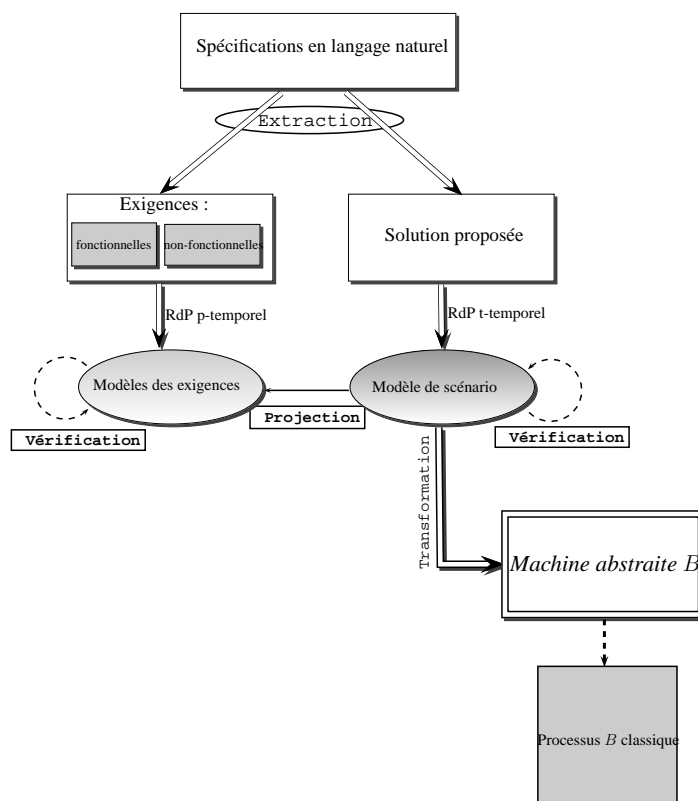 Spécifications en langage naturel
Extraction
Exigences :
fonctionnelles
non-fonctionnelles
Solution proposée
RdP p-temporel
RdP t-temporel
Modèles des exigences
Modèle de scénario
Projection
Vérification
Vérification
Transformation
Machine abstraite B
Processus B classique